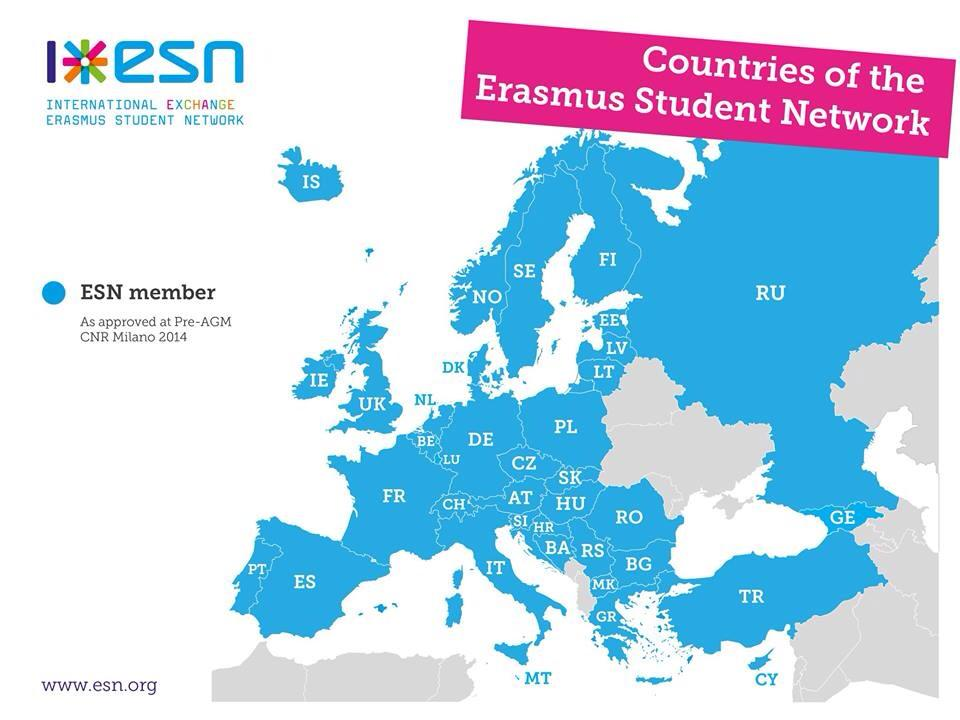 esn
INTERNATIONAL EXCHANGE
ERASMUS STUDENT NETWORK
Countries of the
Erasmus Student Network
IS
ESN member
As approved at Pre-AGM
CNR Milano 2014
FI
SE
NO
RU
EE
LV
LT
DK
IE
UK
NL
BE
DE
PL
LU
CZ
SK
FR
CH
AT
HU
SI
HR
RO
GE
BA
RS
BG
PT
ES
IT
MK
TR
GR
MT
CY
www.esn.org